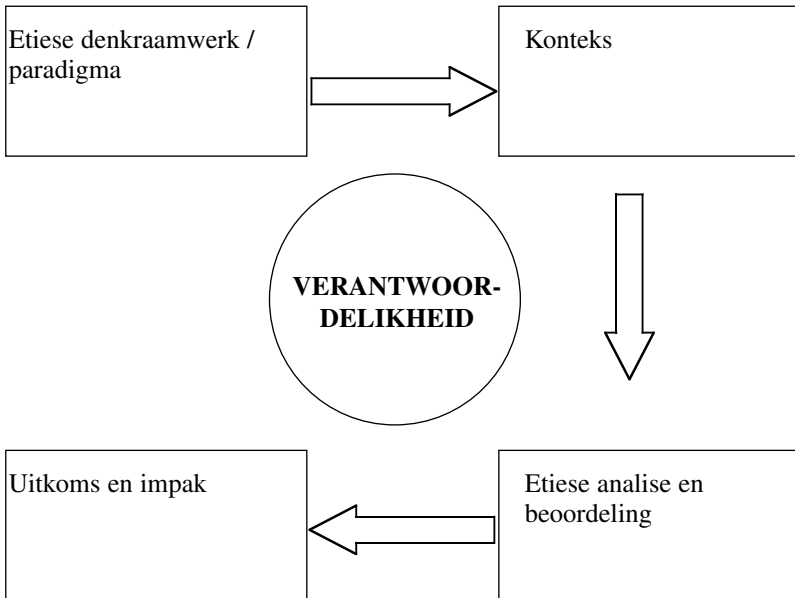 Etiese denkraamwerk /
paradigma
Konteks
VERANTWOOR-
DELIKHEID
Uitkoms en impak
Etiese analise en
beoordeling